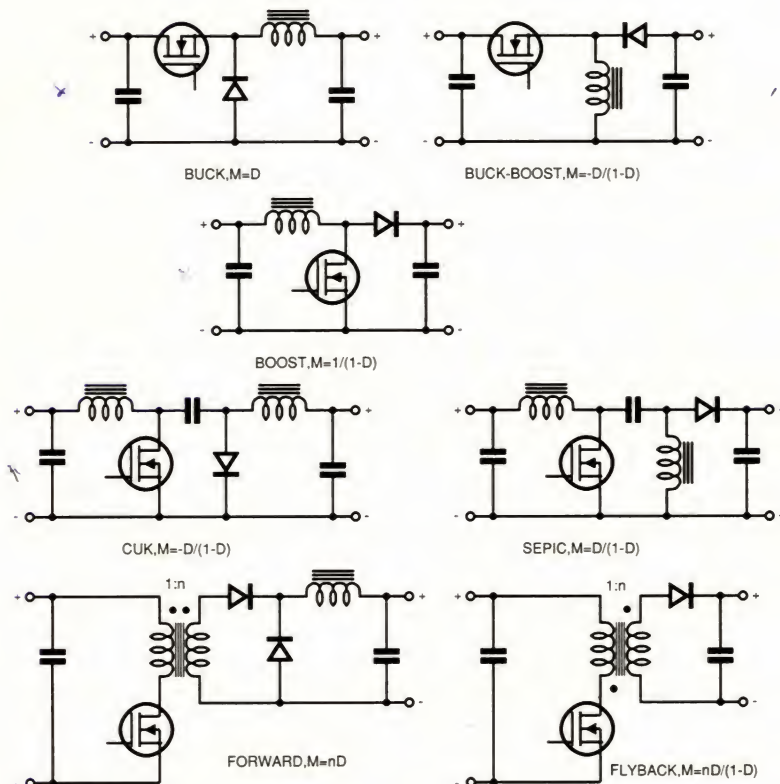 + +
- -
BUCK,M=D
+ +
- -
BUCK-BOOST,M=-D/(1-D)
+ +
- -
BOOST,M=1/(1-D)
+ +
- -
CUK,M=-D/(1-D)
+ +
- -
SEPIC,M=D/(1-D)
1:n
+ +
-
FORWARD,M=nD
1:n
+ +
-
FLYBACK,M=nD/(1-D)